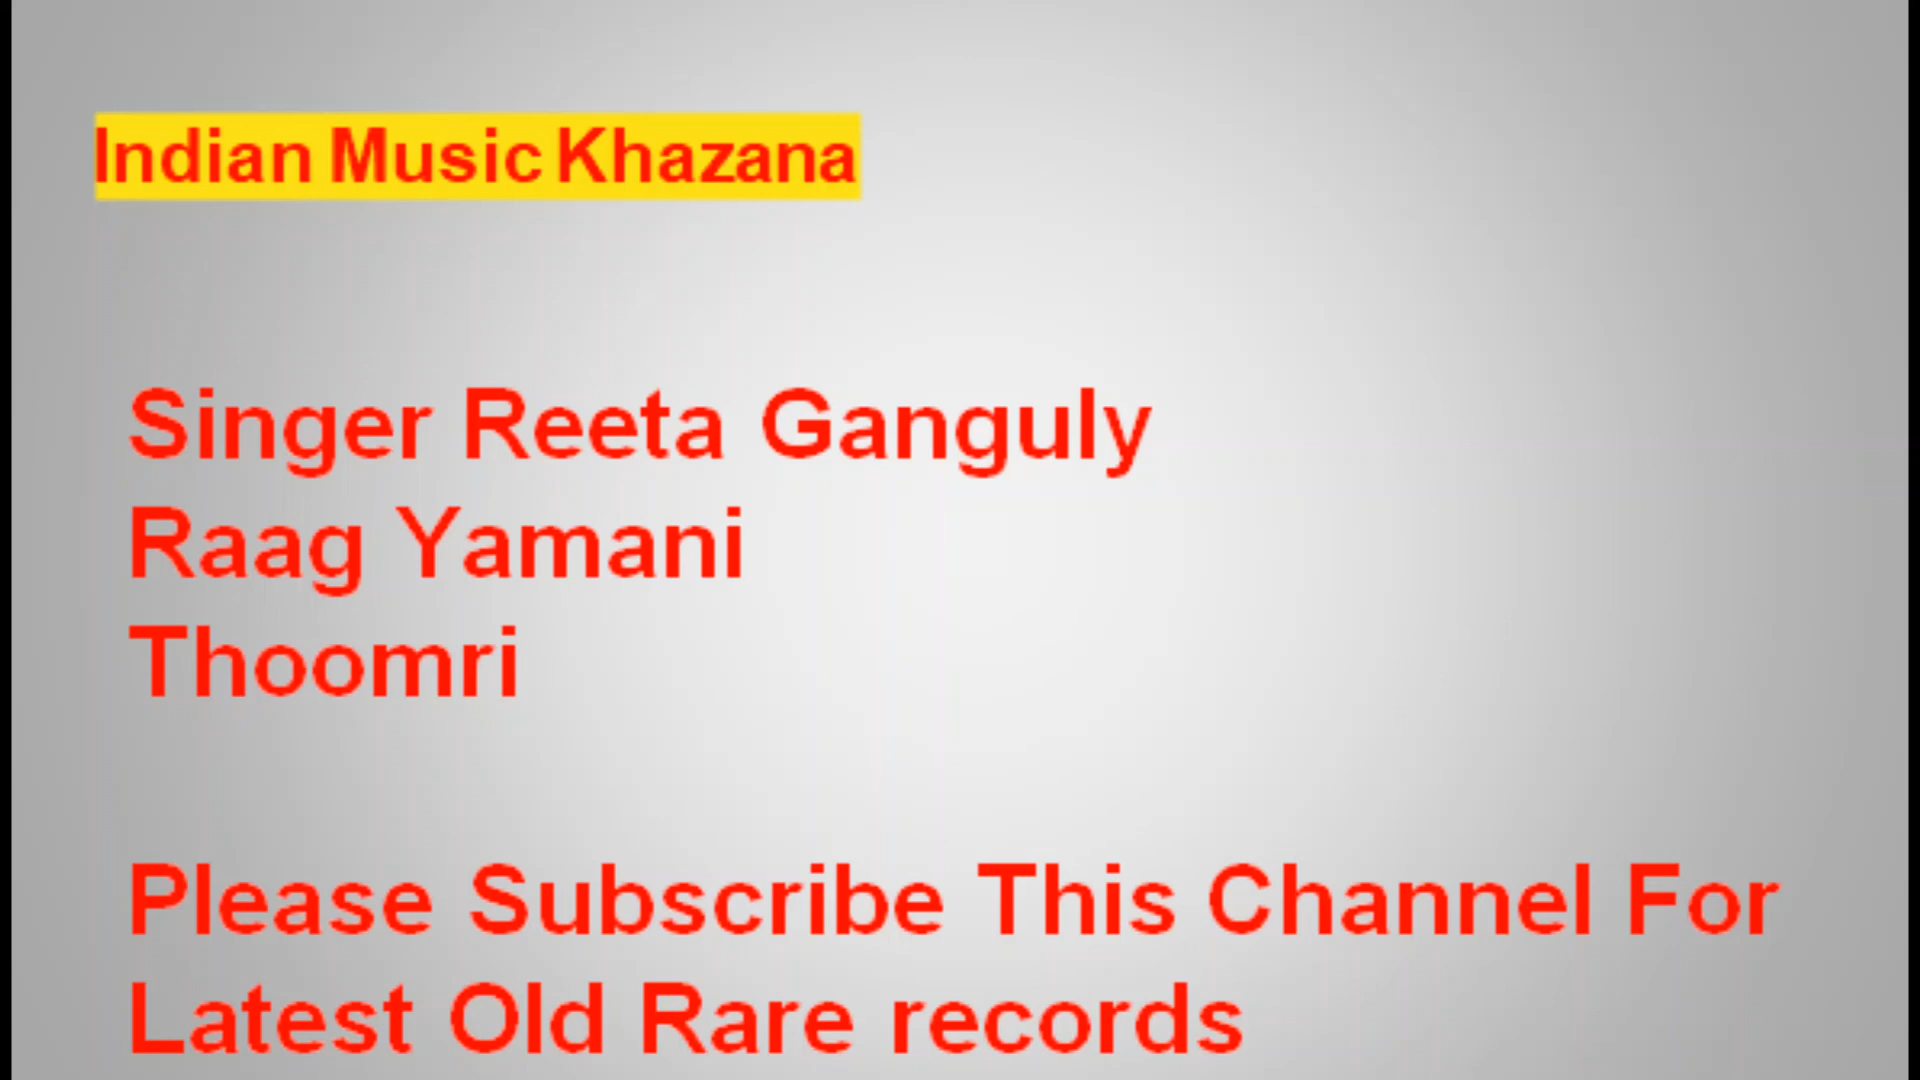 Indian Music Khazana
Singer Reeta Ganguly
Raag Yamani
Thoomri
Please Subscribe This Channel For
Latest Old Rare records